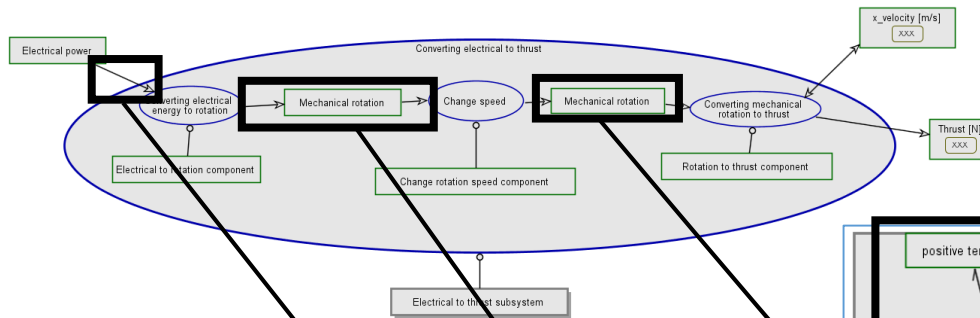 x_velocity [m/s]
xxx
Electrical power
Converting electrical to thrust
Converting electrical
energy to rotation
Mechanical rotation
Change speed
Mechanical rotation
Converting mechanical
rotation to thrust
Thrust [N]
xxx
Electrical to rotation component
Change rotation speed component
Rotation to thrust component
positive te
Electrical to thrust subsystem